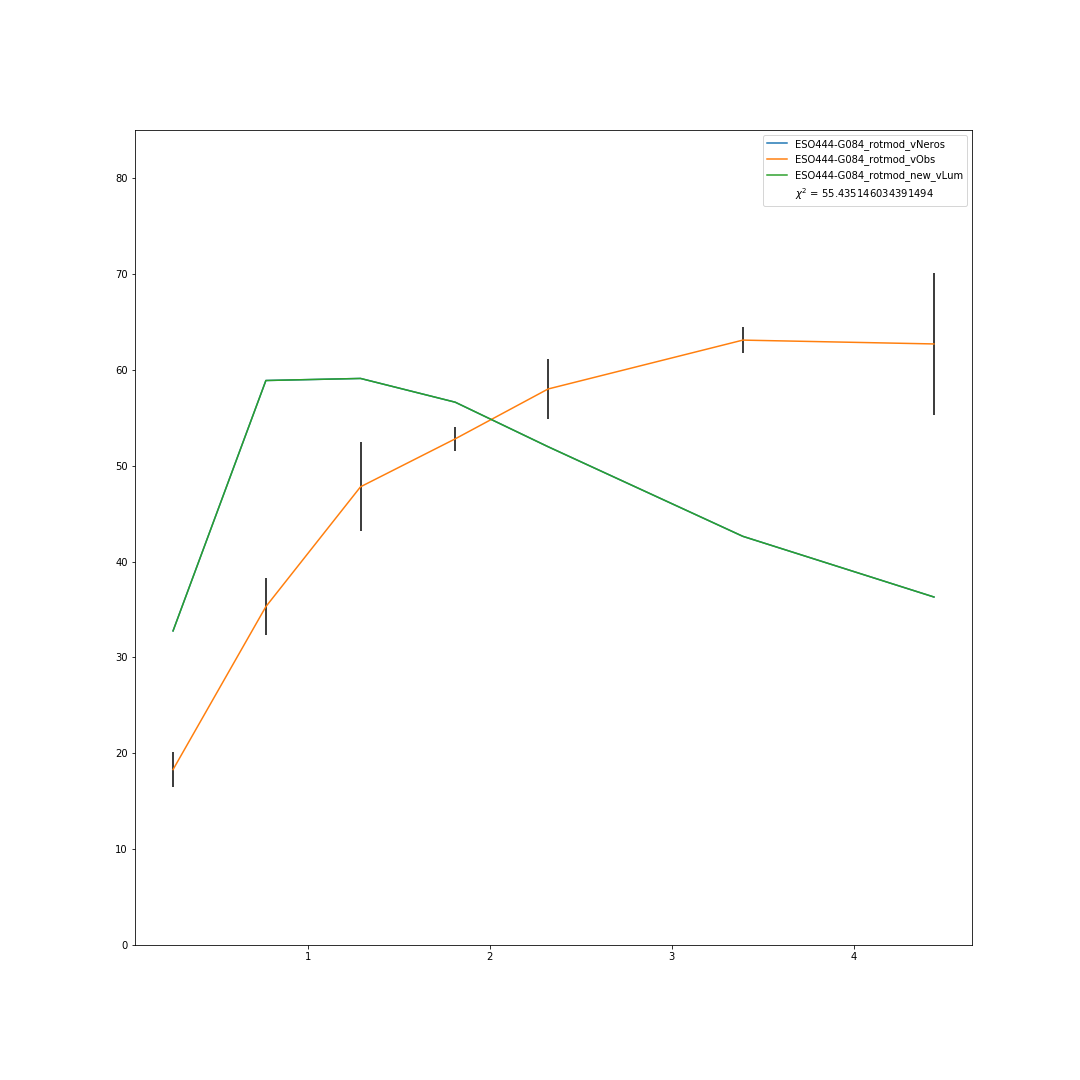 ESO444-G084_rotmod_vNeros
ESO444-G084_rotmod_vObs
ESO444-G084_rotmod_new_vLum
χ² = 55.435146034391494
80
70
60
50
40
30
20
10
0
1 2 3 4